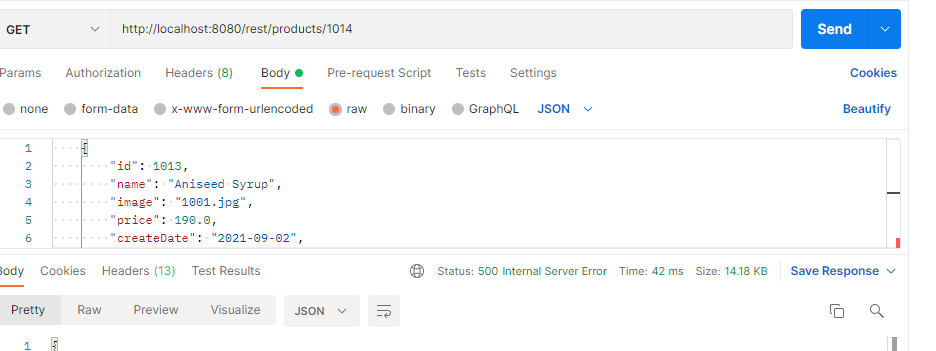 GET http://localhost:8080/rest/products/1014 Send
Params Authorization Headers (8) Body Pre-request Script Tests Settings Cookies
none form-data x-www-form-urlencoded raw binary GraphQL JSON Beautify
1 {
2 "id": 1013,
3 "name": "Aniseed Syrup",
4 "image": "1001.jpg",
5 "price": 190.0,
6 "createDate": "2021-09-02",
Body Cookies Headers (13) Test Results Status: 500 Internal Server Error Time: 42 ms Size: 14.18 KB Save Response
Pretty Raw Preview Visualize JSON
1 {